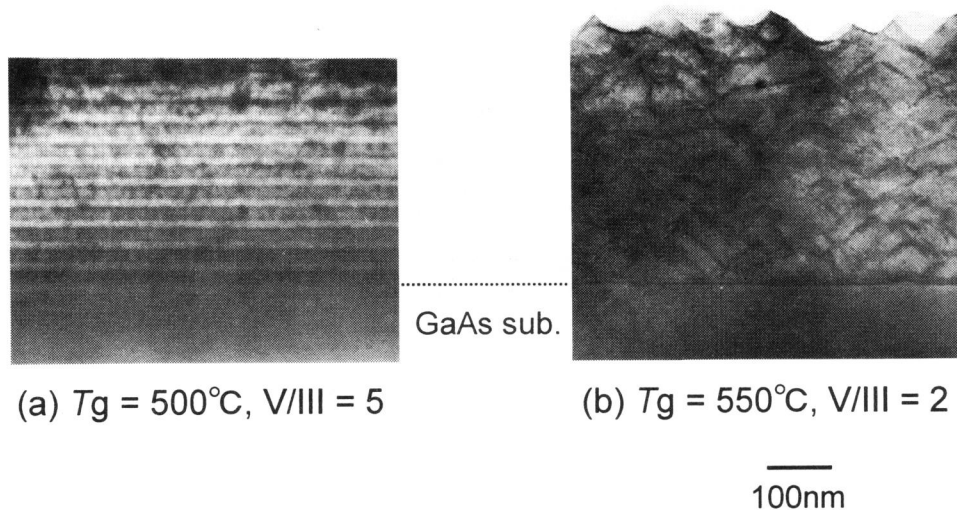 GaAs sub.
(a) Tg = 500°C, V/III = 5
(b) Tg = 550°C, V/III = 2
100nm